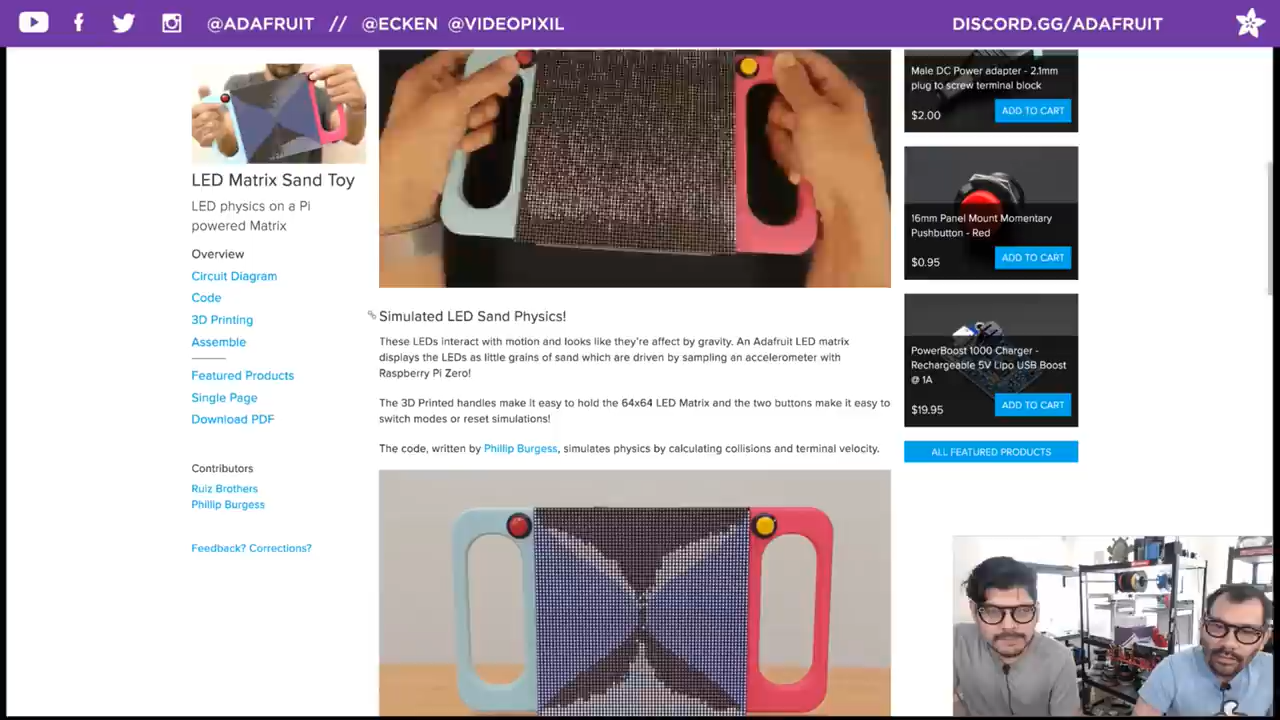 @ADAFRUIT // @ECKEN @VIDEOPIXIL
DISCORD.GG/ADAFRUIT
LED Matrix Sand Toy
LED physics on a Pi
powered Matrix
Overview
Circuit Diagram
Code
3D Printing
Assemble
Featured Products
Single Page
Download PDF
Contributors
Ruiz Brothers
Phillip Burgess
Feedback? Corrections?
Simulated LED Sand Physics!
These LEDs interact with motion and looks like they're affect by gravity. An Adafruit LED matrix
displays the LEDs as little grains of sand which are driven by sampling an accelerometer with
Raspberry Pi Zero!
The 3D Printed handles make it easy to hold the 64x64 LED Matrix and the two buttons make it easy to
switch modes or reset simulations!
The code, written by Phillip Burgess, simulates physics by calculating collisions and terminal velocity.
Male DC Power adapter - 2.1mm
plug to screw terminal block
$2.00
ADD TO CART
16mm Panel Mount Momentary
Pushbutton - Red
$0.95
ADD TO CART
PowerBoost 1000 Charger -
Rechargeable 5V Lipo USB Boost
@ 1A
$19.95
ADD TO CART
ALL FEATURED PRODUCTS